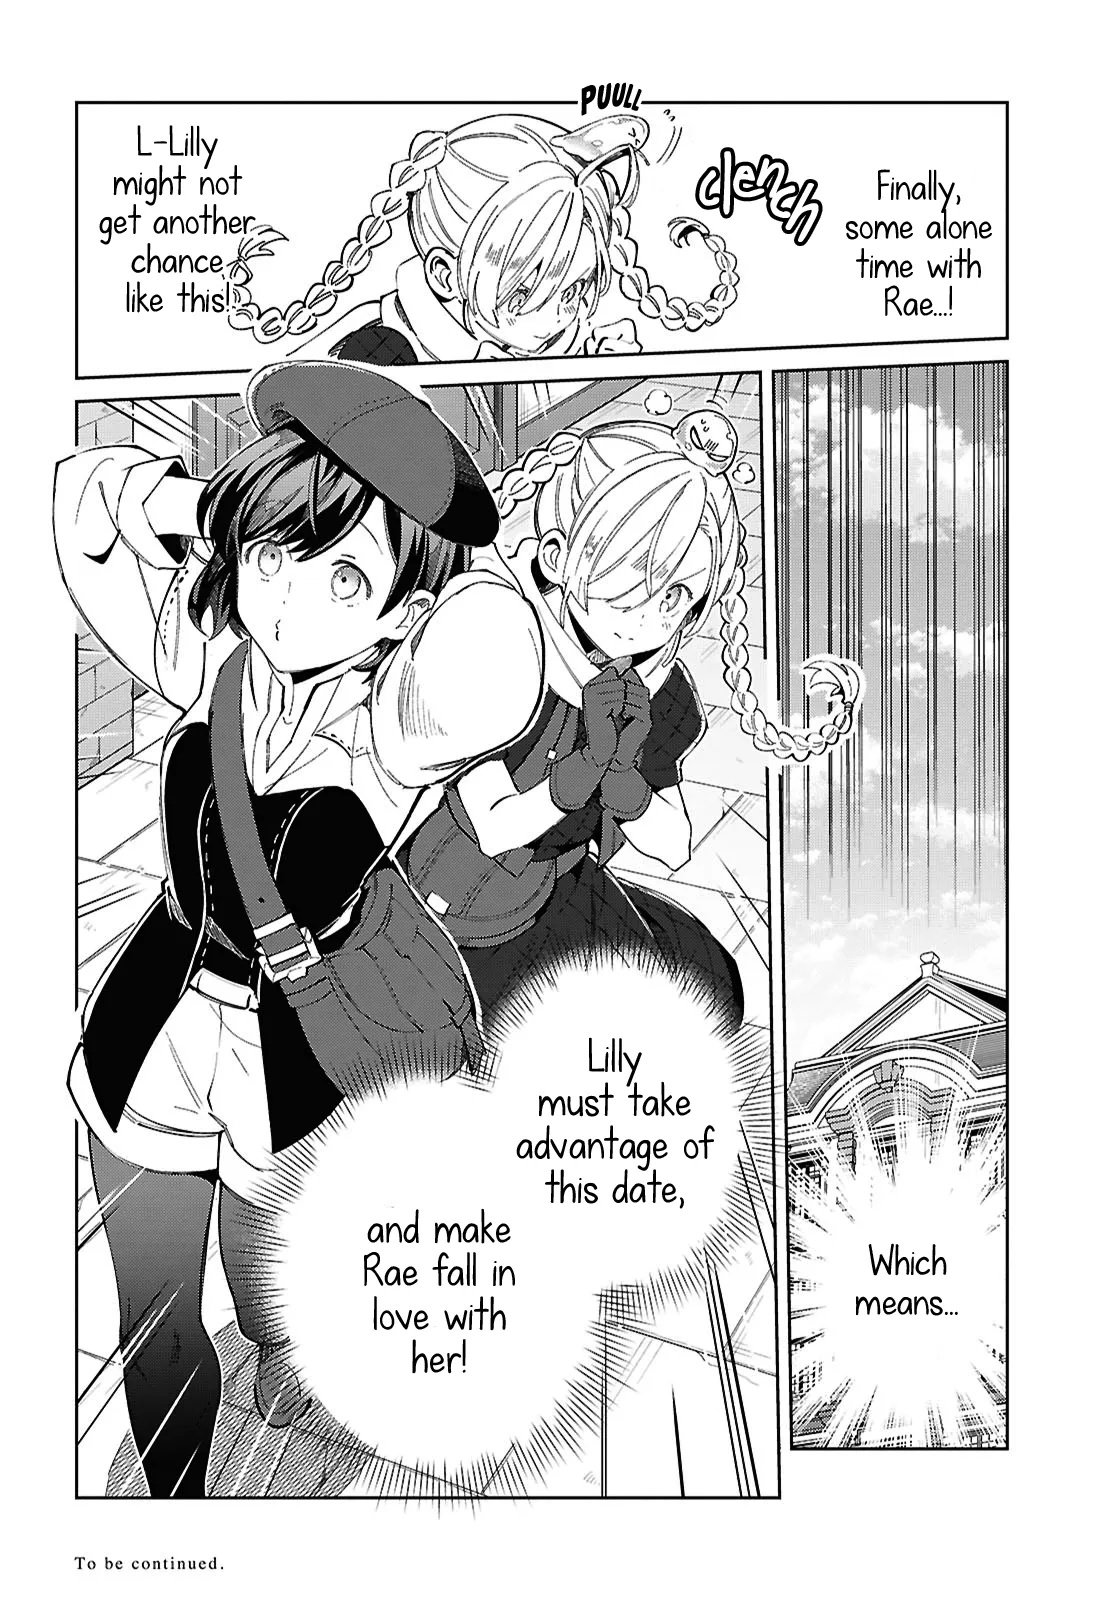 PUULL
clench
Finally,
some alone
time with
Rae...!
L-Lilly
might not
get another
chance
like this!
Which
means...
Lilly
must take
advantage of
this date,
and make
Rae fall in
love with
her!
To be continued.